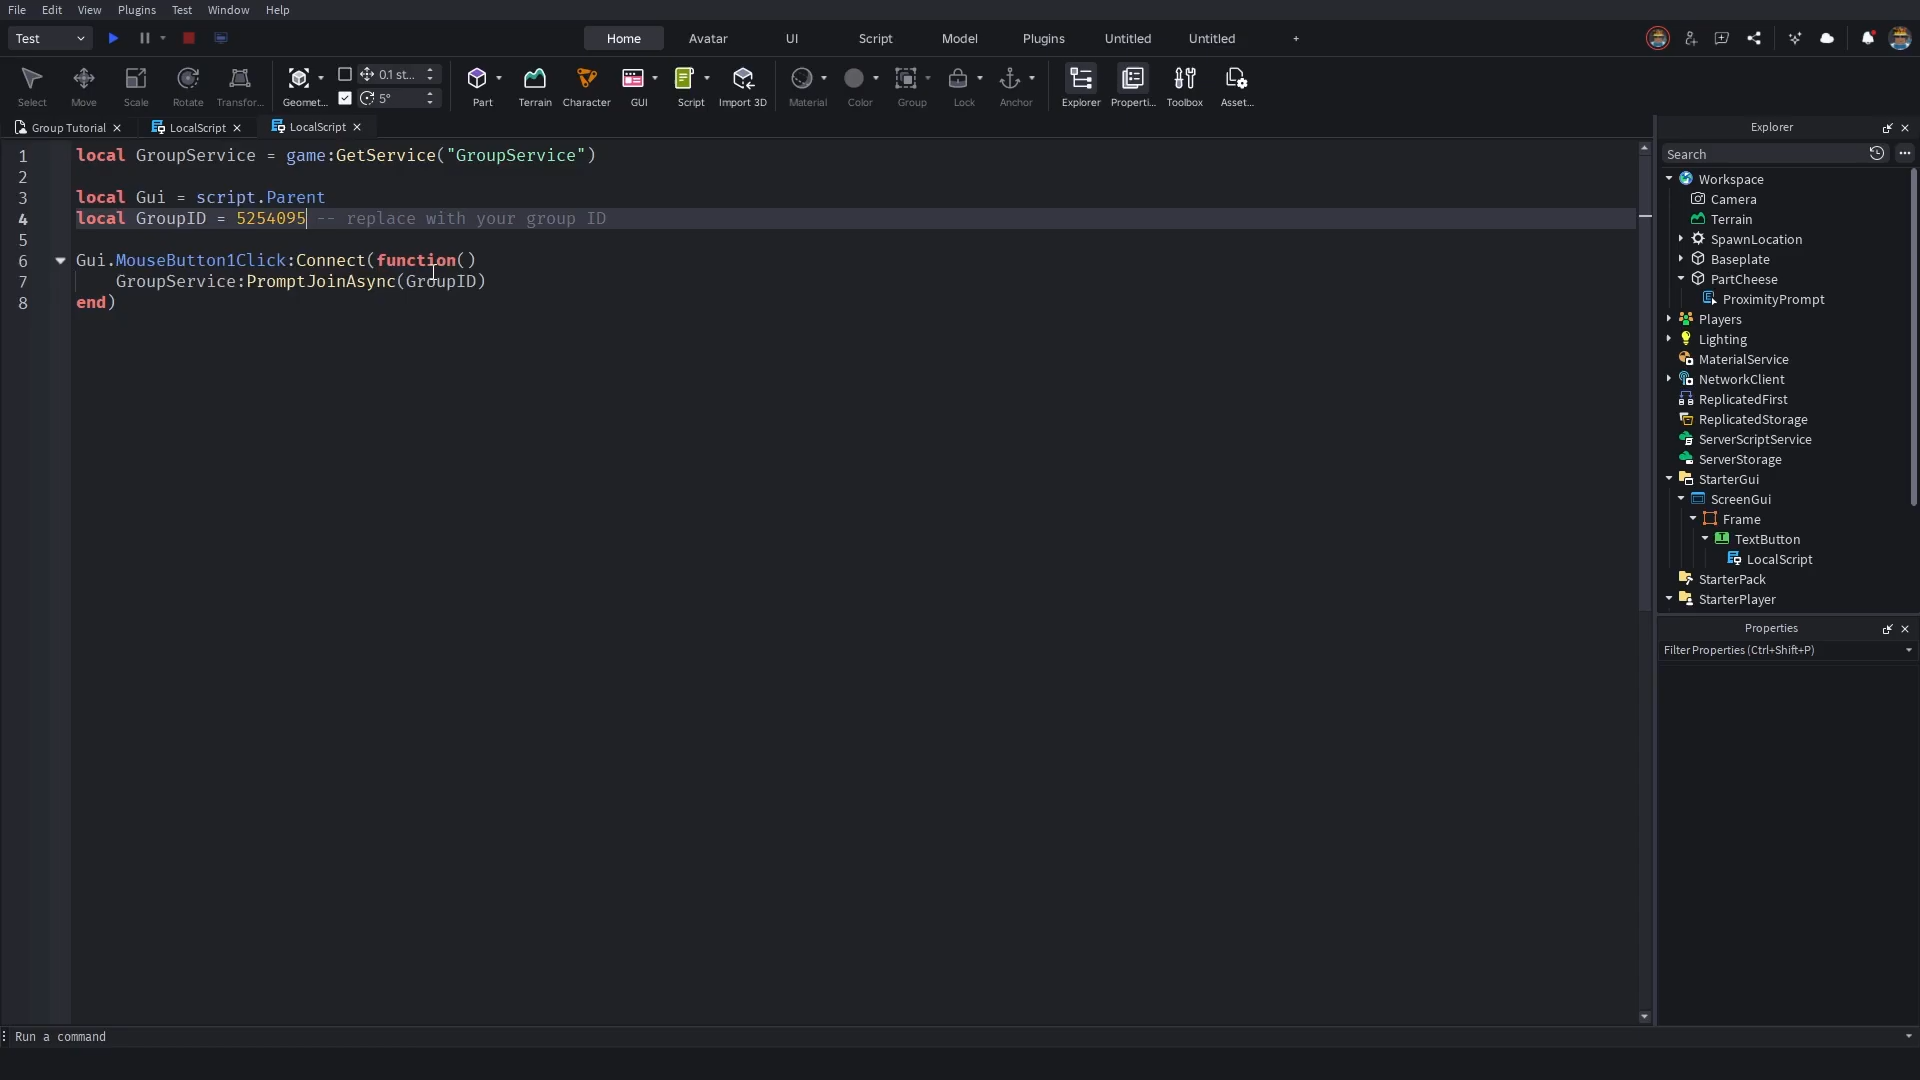 File Edit View Plugins Test Window Help
Test Home Avatar UI Script Model Plugins Untitled Untitled +
0.1 st...
5°
Select Move Scale Rotate Transfor... Geomet... Part Terrain Character GUI Script Import 3D Material Color Group Lock Anchor Explorer Properti... Toolbox Asset...
Group Tutorial LocalScript LocalScript
1 local GroupService = game:GetService("GroupService")
2
3 local Gui = script.Parent
4 local GroupID = 5254095 -- replace with your group ID
5
6 Gui.MouseButton1Click:Connect(function()
7 GroupService:PromptJoinAsync(GroupID)
8 end)
Explorer
Search
Workspace
Camera
Terrain
SpawnLocation
Baseplate
PartCheese
ProximityPrompt
Players
Lighting
MaterialService
NetworkClient
ReplicatedFirst
ReplicatedStorage
ServerScriptService
ServerStorage
StarterGui
ScreenGui
Frame
TextButton
LocalScript
StarterPack
StarterPlayer
Properties
Filter Properties (Ctrl+Shift+P)
Run a command